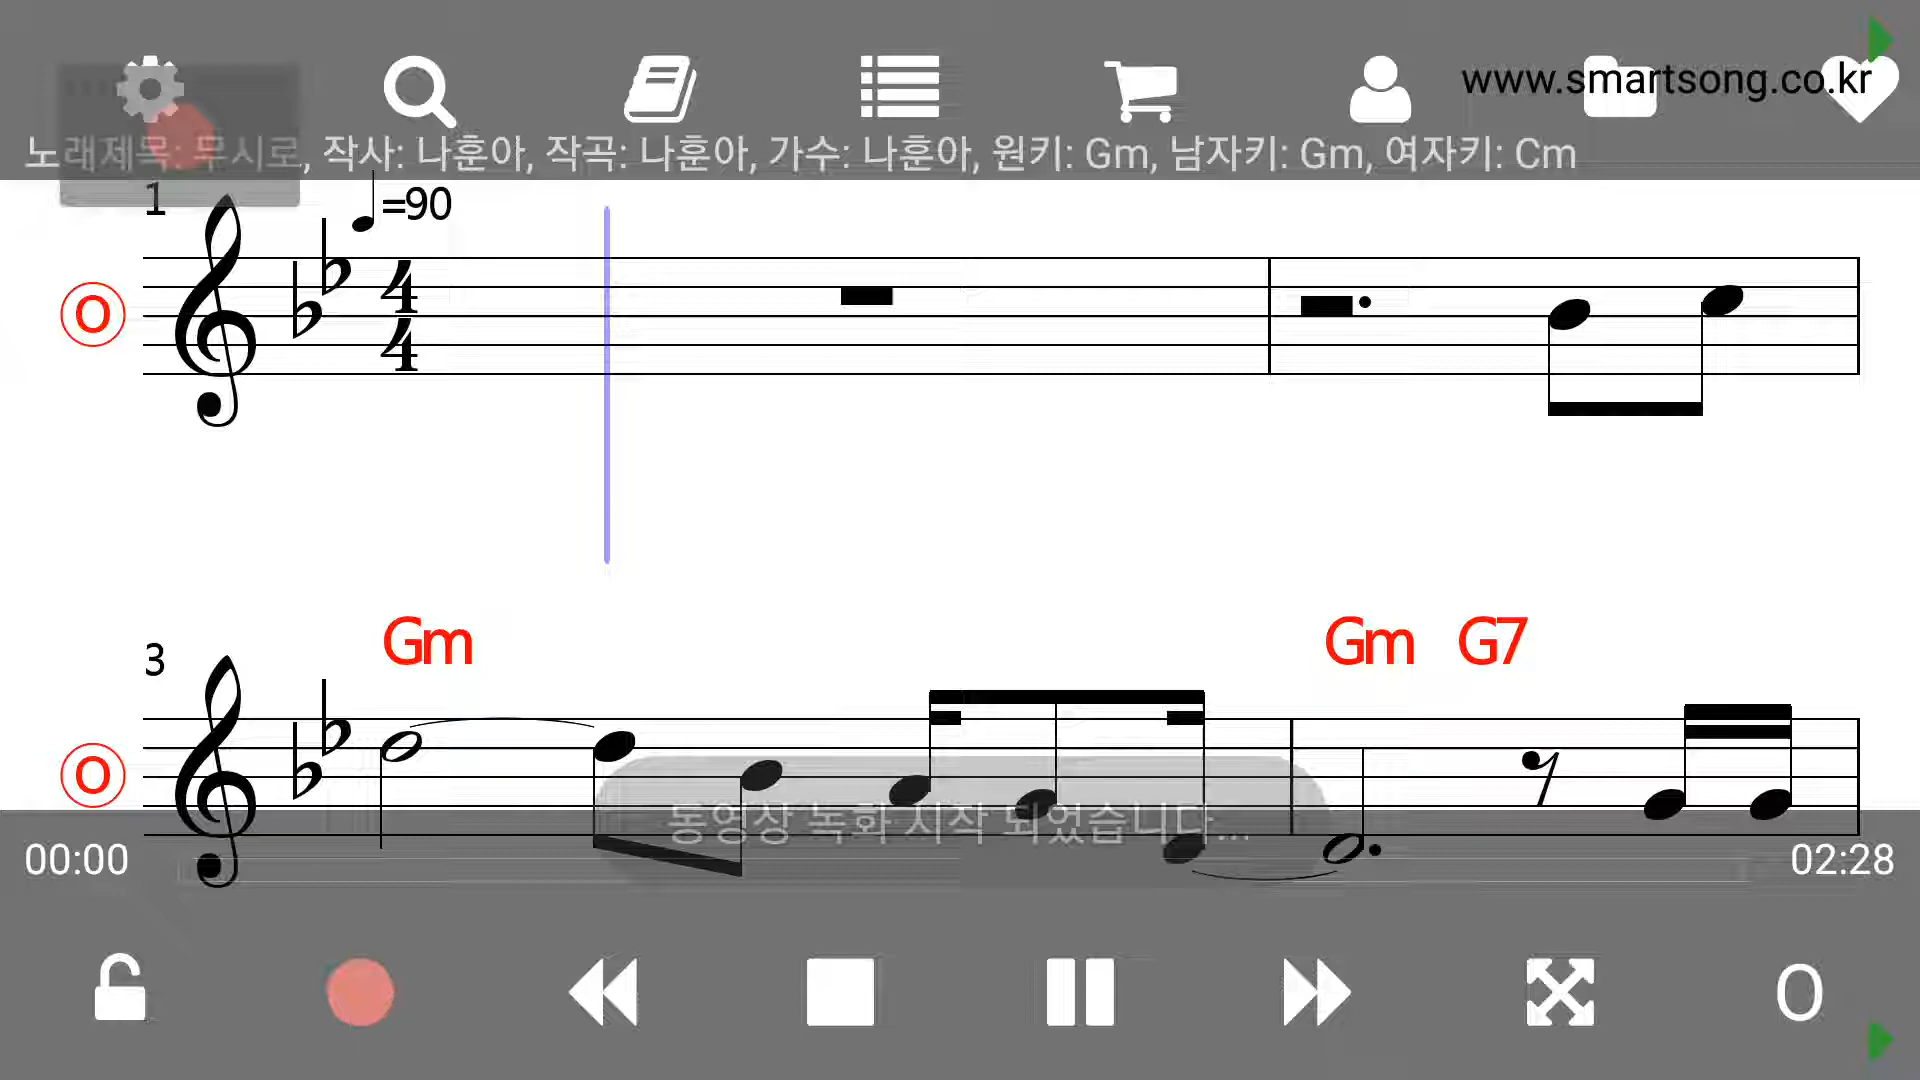 www.smartsong.co.kr
노래제목: 무시로, 작사: 나훈아, 작곡: 나훈아, 가수: 나훈아, 원키: Gm, 남자키: Gm, 여자키: Cm
1
♩=90
O
4
4
Gm Gm G7
3
O
동영상 녹화 시작 되었습니다...
00:00 02:28
O